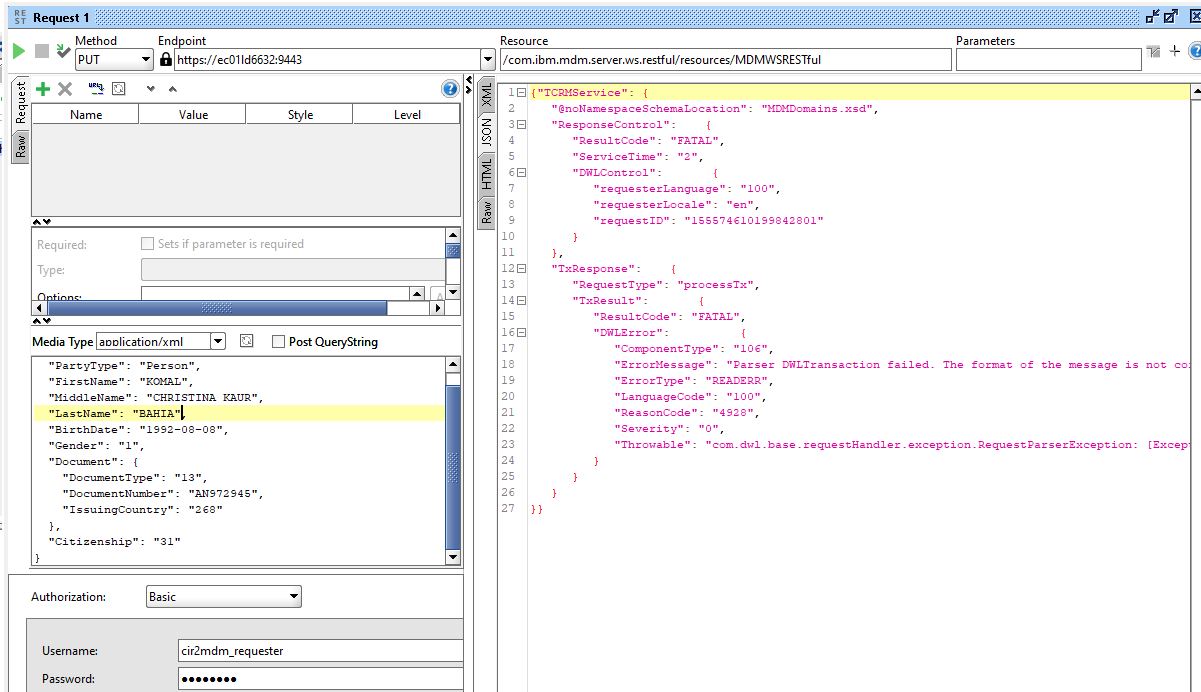 RE ST Request 1
Method Endpoint Resource Parameters
PUT https://ec01ld6632:9443 /com.ibm.mdm.server.ws.restful/resources/MDMWSRESTful
Request
Raw
Name Value Style Level
Required: Sets if parameter is required
Type:
Options:
Media Type application/xml Post QueryString
"PartyType": "Person",
"FirstName": "KOMAL",
"MiddleName": "CHRISTINA KAUR",
"LastName": "BAHIA",
"BirthDate": "1992-08-08",
"Gender": "1",
"Document": {
"DocumentType": "13",
"DocumentNumber": "AN972945",
"IssuingCountry": "268"
},
"Citizenship": "31"
}
Authorization: Basic
Username: cir2mdm_requester
Password: ••••••••
XML
JSON
HTML
Raw
1 {"TCRMService": {
2 "@noNamespaceSchemaLocation": "MDMDomains.xsd",
3 "ResponseControl": {
4 "ResultCode": "FATAL",
5 "ServiceTime": "2",
6 "DWLControl": {
7 "requesterLanguage": "100",
8 "requesterLocale": "en",
9 "requestID": "155574610199842801"
10 }
11 },
12 "TxResponse": {
13 "RequestType": "processTx",
14 "TxResult": {
15 "ResultCode": "FATAL",
16 "DWLError": {
17 "ComponentType": "106",
18 "ErrorMessage": "Parser DWLTransaction failed. The format of the message is not co
19 "ErrorType": "READERR",
20 "LanguageCode": "100",
21 "ReasonCode": "4928",
22 "Severity": "0",
23 "Throwable": "com.dwl.base.requestHandler.exception.RequestParserException: [Excep
24 }
25 }
26 }
27 }}